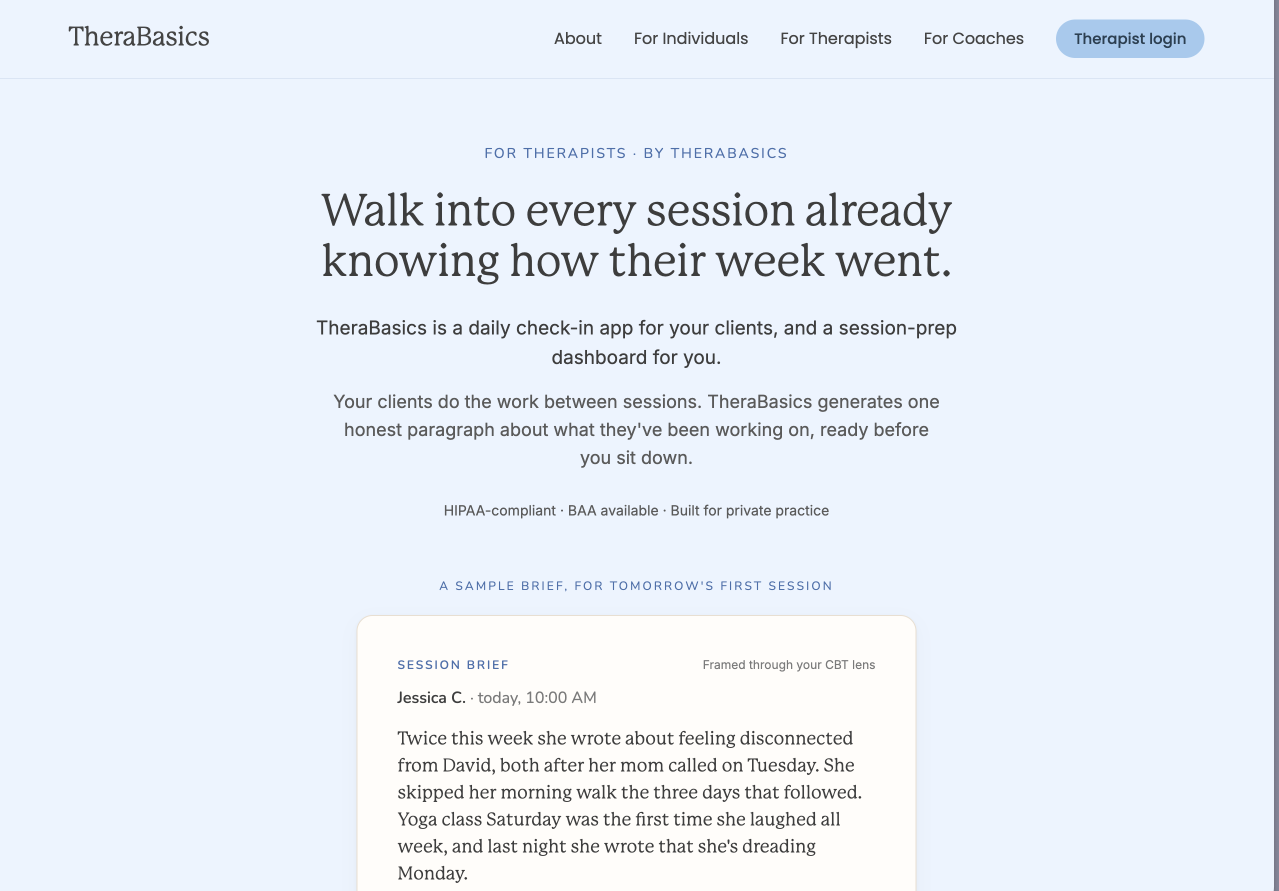 TheraBasics
About For Individuals For Therapists For Coaches Therapist login
FOR THERAPISTS · BY THERABASICS
Walk into every session already
knowing how their week went.
TheraBasics is a daily check-in app for your clients, and a session-prep
dashboard for you.
Your clients do the work between sessions. TheraBasics generates one
honest paragraph about what they've been working on, ready before
you sit down.
HIPAA-compliant · BAA available · Built for private practice
A SAMPLE BRIEF, FOR TOMORROW'S FIRST SESSION
SESSION BRIEF Framed through your CBT lens
Jessica C. · today, 10:00 AM
Twice this week she wrote about feeling disconnected
from David, both after her mom called on Tuesday. She
skipped her morning walk the three days that followed.
Yoga class Saturday was the first time she laughed all
week, and last night she wrote that she's dreading
Monday.